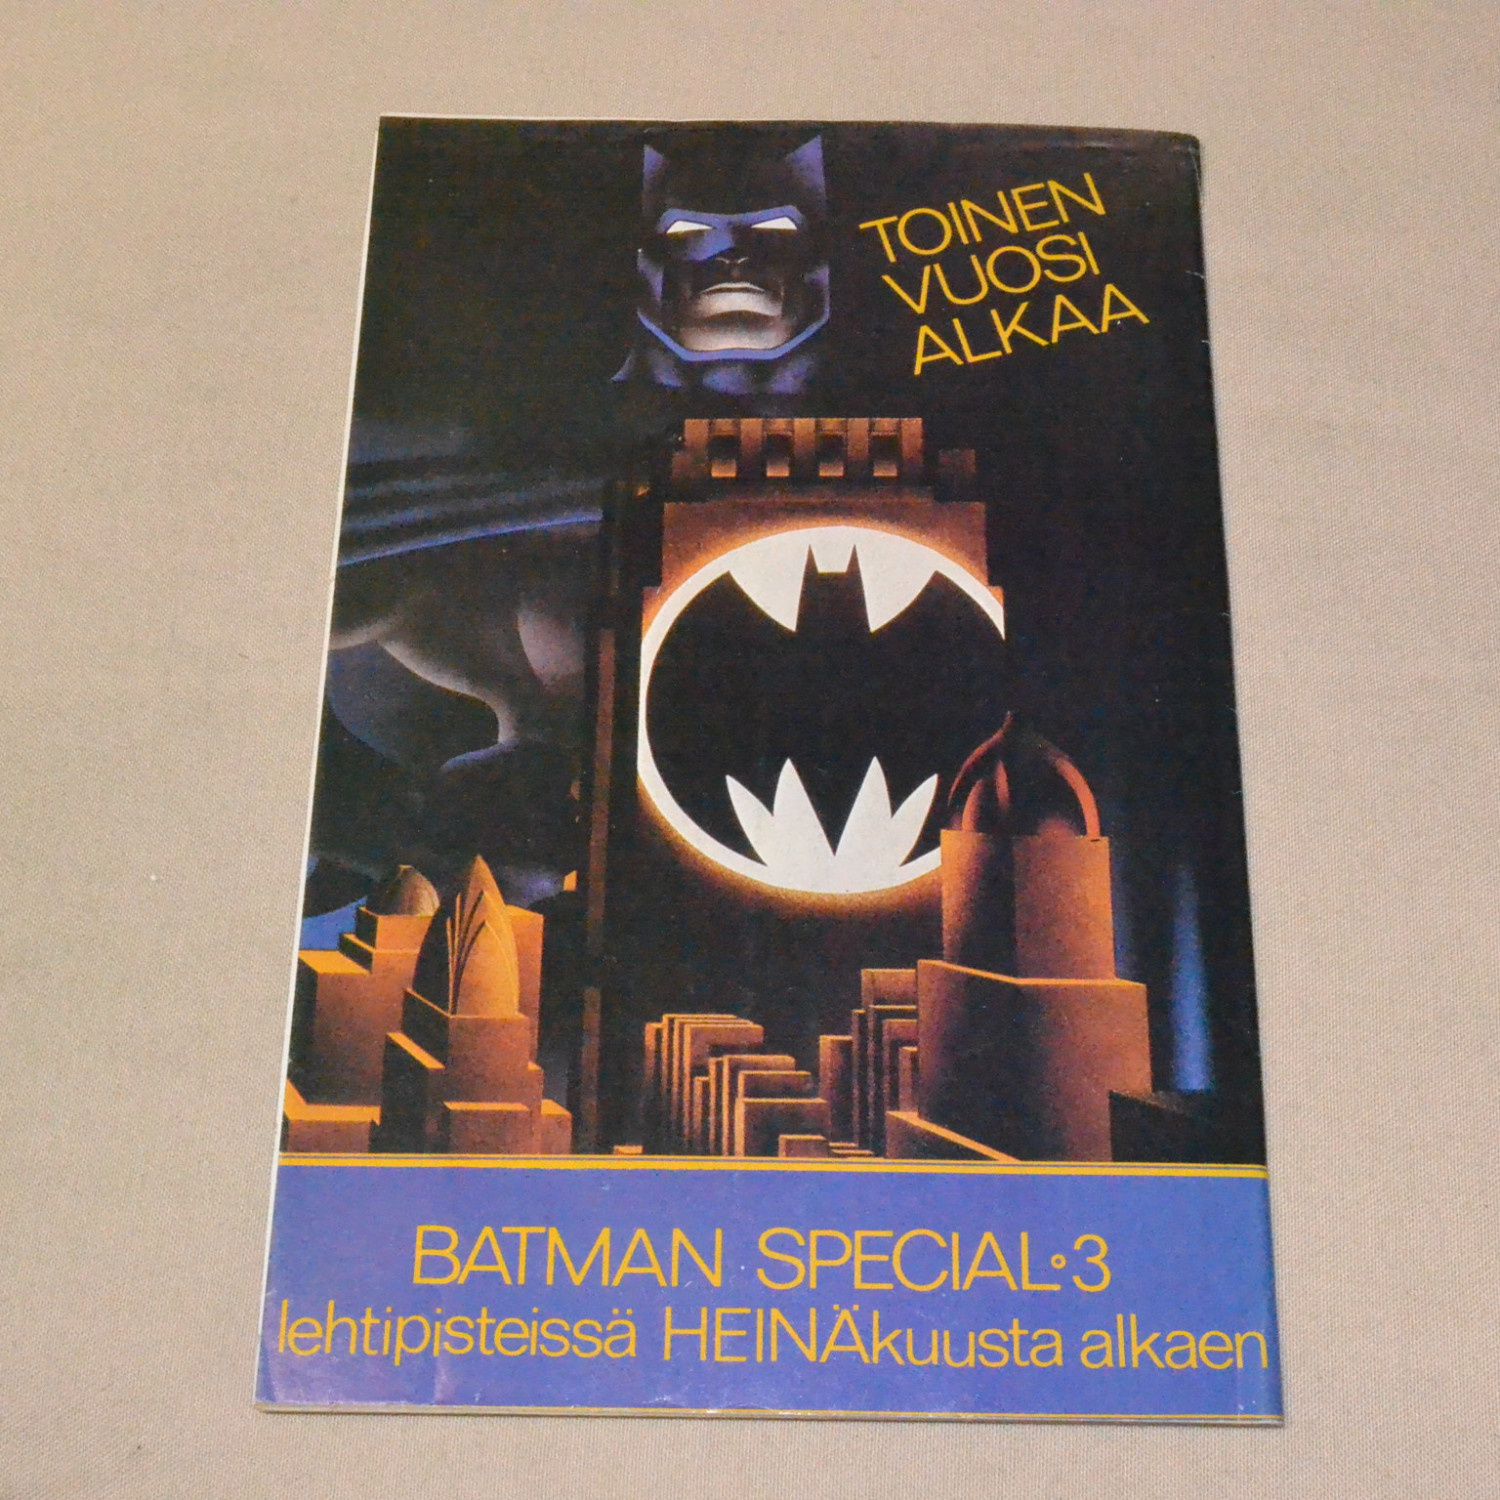 TOINEN
VUOSI
ALKAA
BATMAN SPECIAL•3
lehtipisteissä HEINÄkuusta alkaen